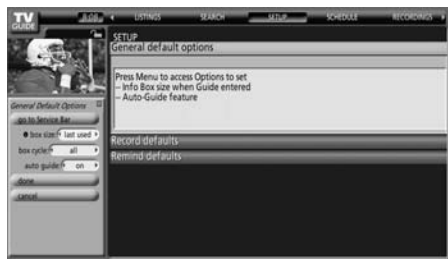 TV GUIDE
8:08
LISTINGS
SEARCH
SETUP
SCHEDULE
RECORDINGS
SETUP
General default options
Press Menu to access Options to set
– Info Box size when Guide entered
– Auto-Guide feature
Record defaults
Remind defaults
General Default Options
go to Service Bar
box size: last used
box cycle: all
auto guide: on
done
cancel